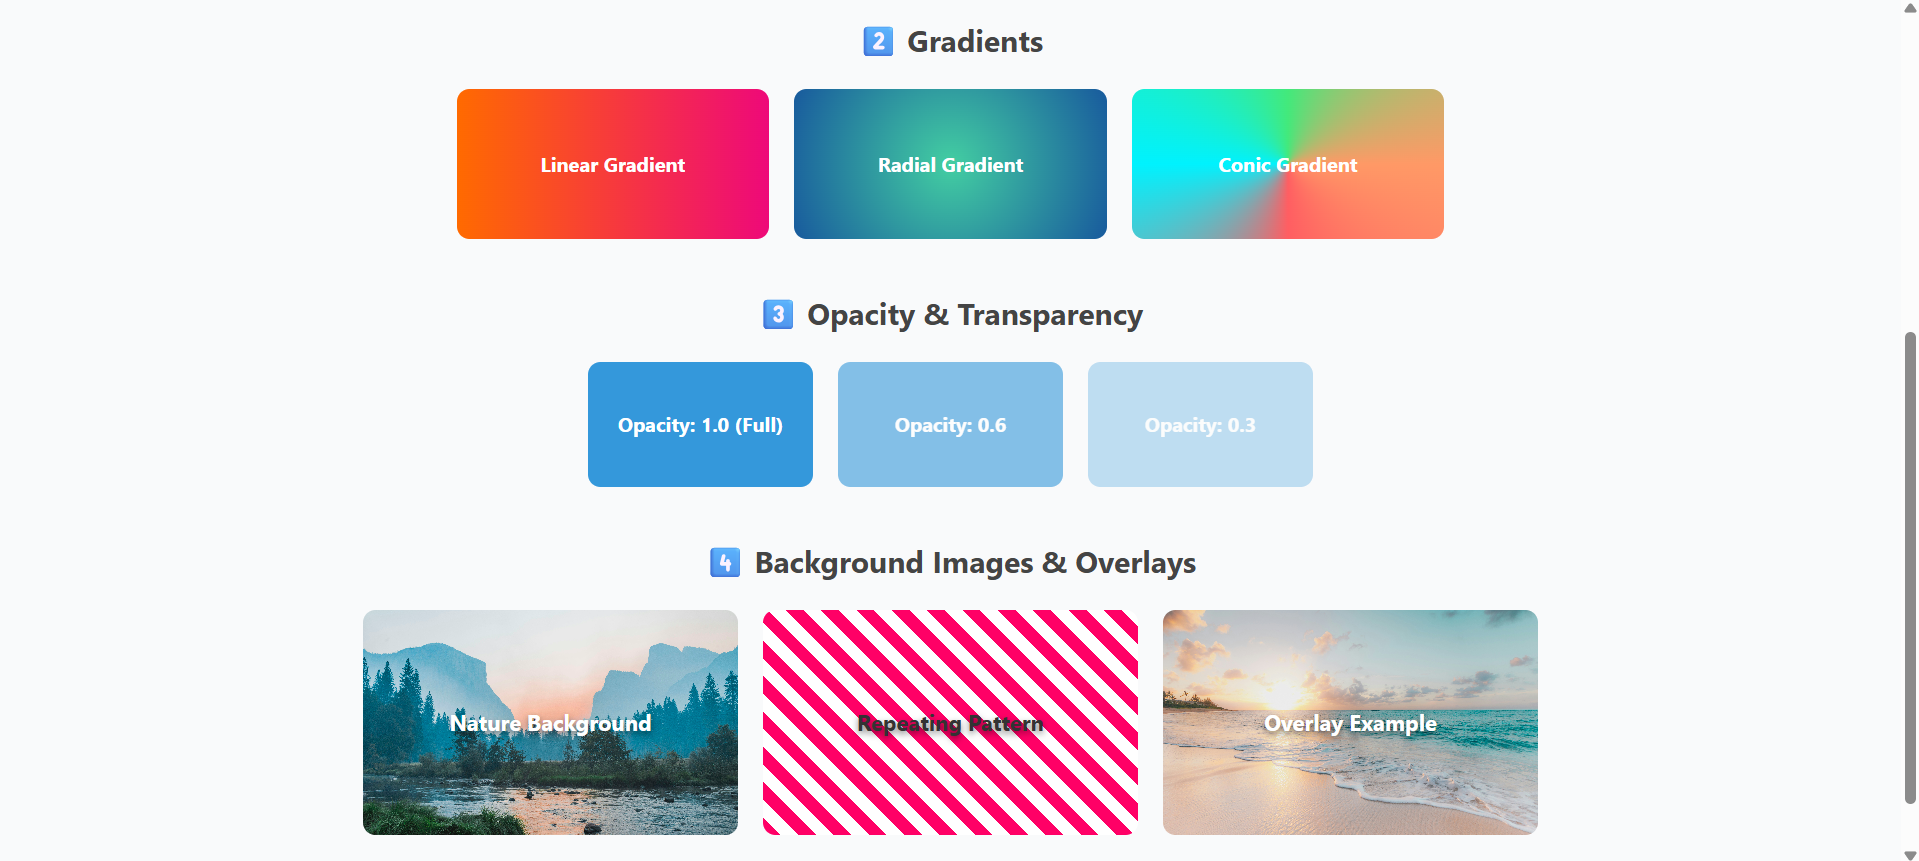 2 Gradients
Linear Gradient
Radial Gradient
Conic Gradient
3 Opacity & Transparency
Opacity: 1.0 (Full)
Opacity: 0.6
Opacity: 0.3
4 Background Images & Overlays
Nature Background
Repeating Pattern
Overlay Example